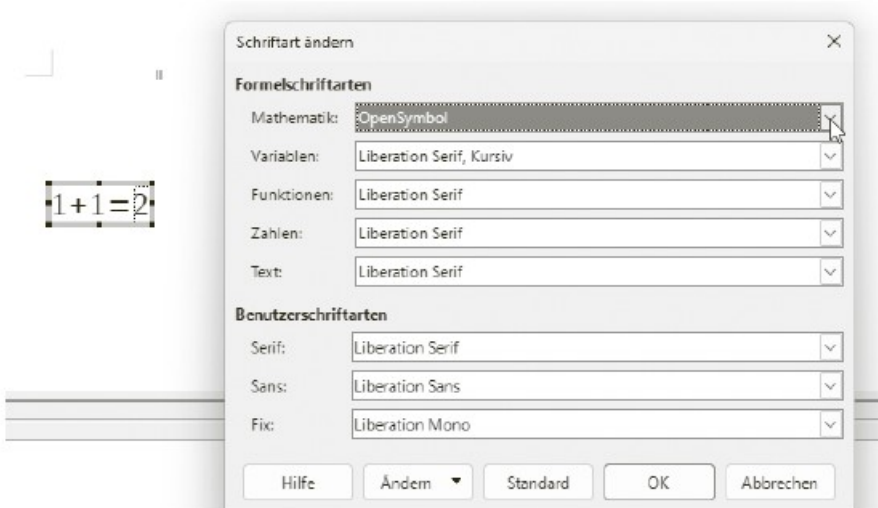 Schriftart ändern
Formelschriftarten
Mathematik: OpenSymbol
Variablen: Liberation Serif, Kursiv
1+1=2
Funktionen: Liberation Serif
Zahlen: Liberation Serif
Text: Liberation Serif
Benutzerschriftarten
Serif: Liberation Serif
Sans: Liberation Sans
Fix: Liberation Mono
Hilfe Ändern Standard OK Abbrechen